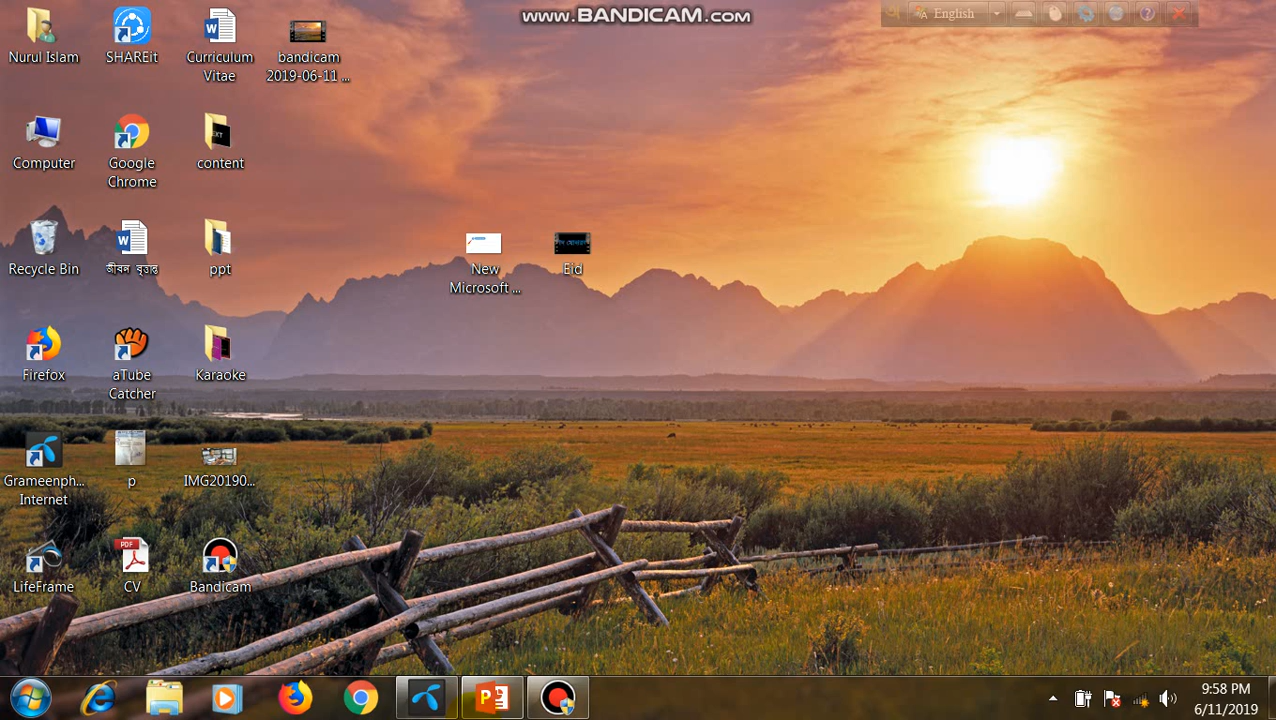 www.BANDICAM.com
English
Nurul Islam
SHAREit
Curriculum
Vitae
bandicam
2019-06-11 ...
Computer
Google
Chrome
content
Recycle Bin
জীবন বৃত্তান্ত
ppt
New
Microsoft ...
Eid
Firefox
aTube
Catcher
Karaoke
Grameenph...
Internet
p
IMG20190...
LifeFrame
CV
Bandicam
9:58 PM
6/11/2019